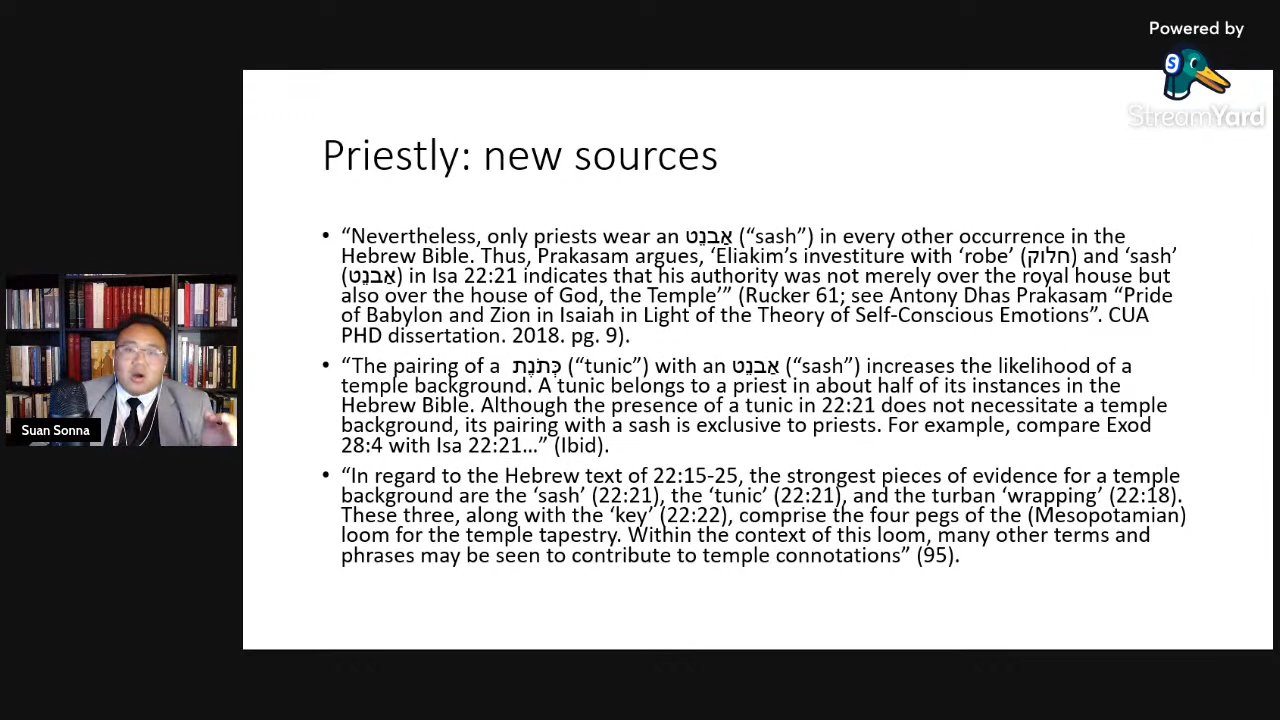 Powered by
StreamYard
Priestly: new sources
• “Nevertheless, only priests wear an אַבנֵט (“sash”) in every other occurrence in the
Hebrew Bible. Thus, Prakasam argues, ‘Eliakim’s investiture with ‘robe’ (חלוק) and ‘sash’
(אַבנֵט) in Isa 22:21 indicates that his authority was not merely over the royal house but
also over the house of God, the Temple’” (Rucker 61; see Antony Dhas Prakasam “Pride
of Babylon and Zion in Isaiah in Light of the Theory of Self-Conscious Emotions”. CUA
PHD dissertation. 2018. pg. 9).
• “The pairing of a כְּתֹנֶת (“tunic”) with an אַבנֵט (“sash”) increases the likelihood of a
temple background. A tunic belongs to a priest in about half of its instances in the
Hebrew Bible. Although the presence of a tunic in 22:21 does not necessitate a temple
background, its pairing with a sash is exclusive to priests. For example, compare Exod
28:4 with Isa 22:21…” (Ibid).
• “In regard to the Hebrew text of 22:15-25, the strongest pieces of evidence for a temple
background are the ‘sash’ (22:21), the ‘tunic’ (22:21), and the turban ‘wrapping’ (22:18).
These three, along with the ‘key’ (22:22), comprise the four pegs of the (Mesopotamian)
loom for the temple tapestry. Within the context of this loom, many other terms and
phrases may be seen to contribute to temple connotations” (95).
Suan Sonna